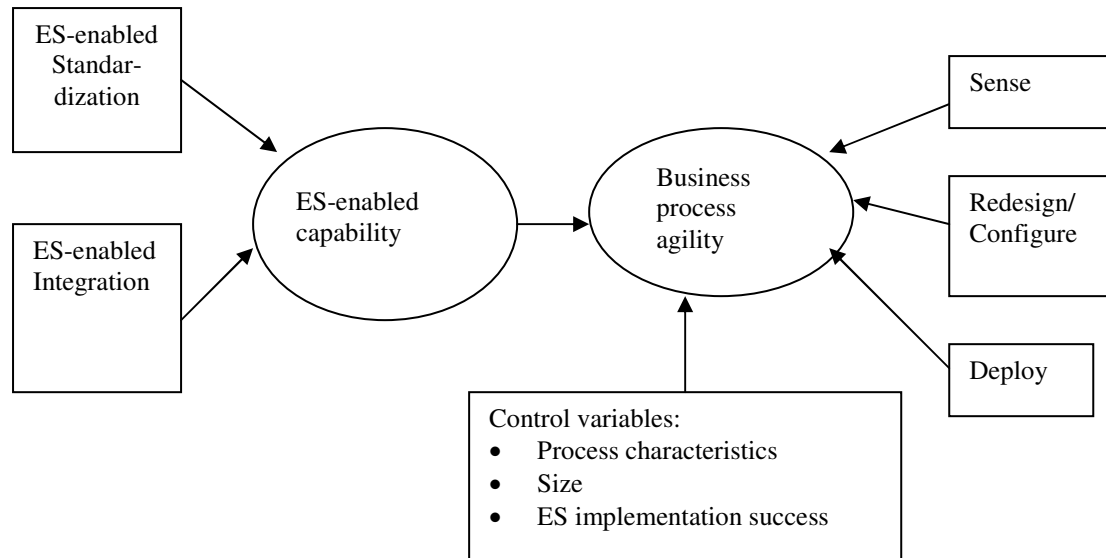 ES-enabled
Standar-
dization
ES-enabled
Integration
ES-enabled
capability
Business
process
agility
Sense
Redesign/
Configure
Deploy
Control variables:
• Process characteristics
• Size
• ES implementation success